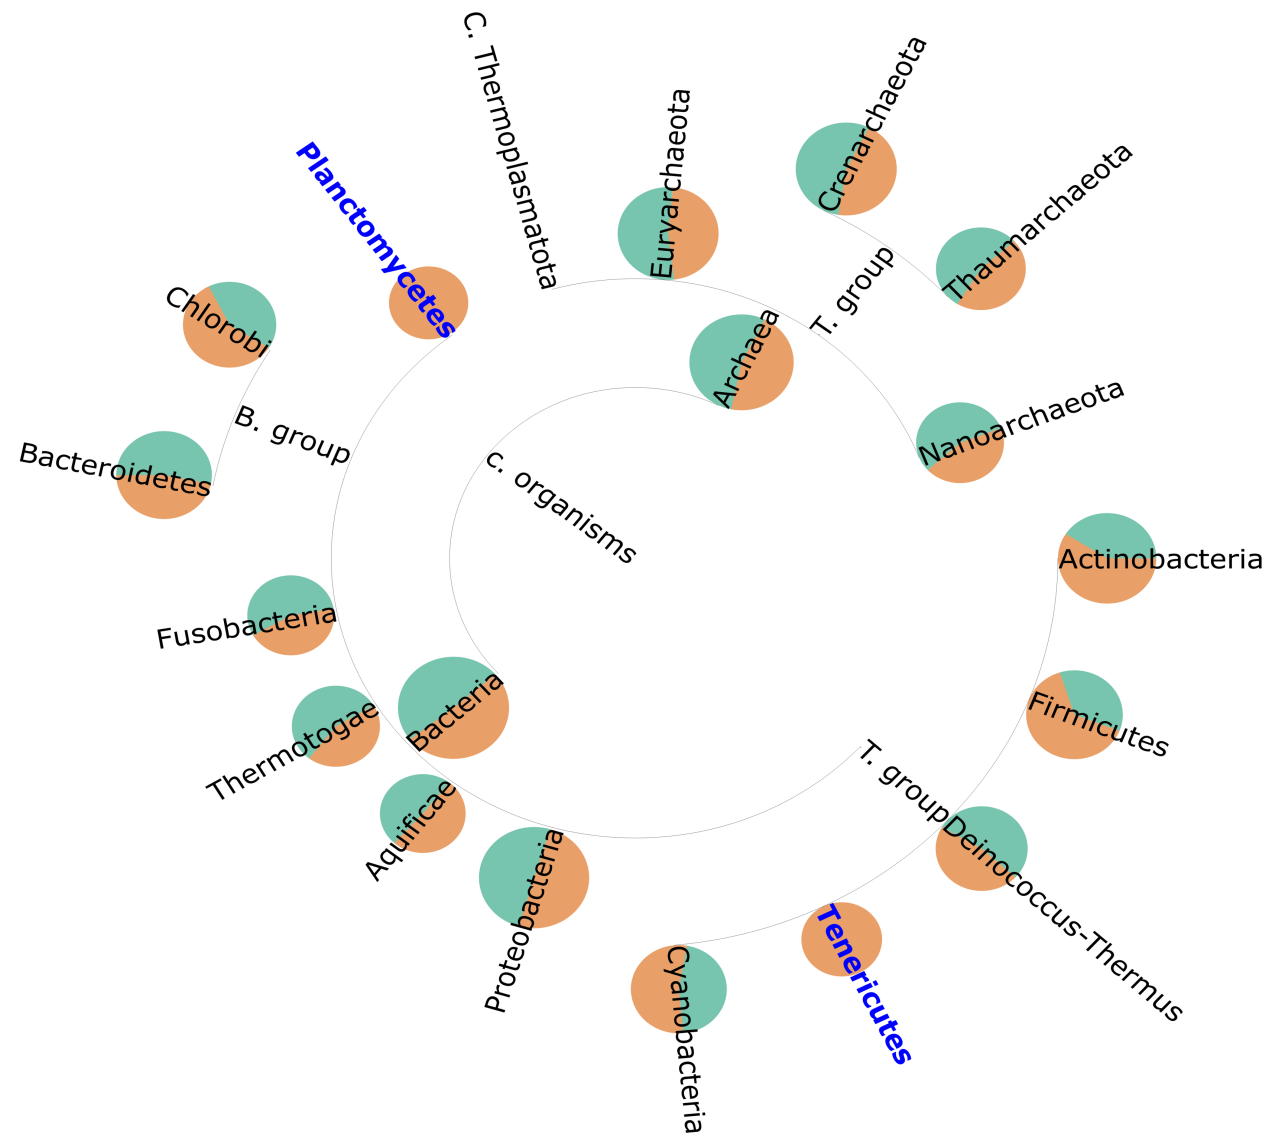 C. Thermoplasmatota
Euryarchaeota
Crenarchaeota
Thaumarchaeota
T. group
Nanoarchaeota
Archaea
Planctomycetes
Chlorobi
B. group
Bacteroidetes
c. organisms
Actinobacteria
Fusobacteria
Bacteria
Thermotogae
Aquificae
Proteobacteria
Firmicutes
T. group
Deinococcus-Thermus
Tenericutes
Cyanobacteria